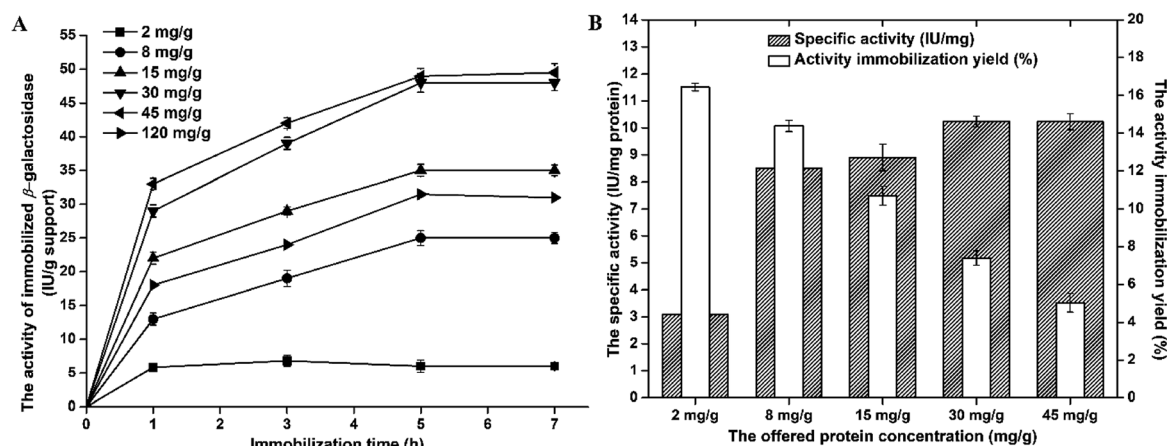 A
2 mg/g
8 mg/g
15 mg/g
30 mg/g
45 mg/g
120 mg/g
The activity of immobilized β-galactosidase
(IU/g support)
55
50
45
40
35
30
25
20
15
10
5
0
0 1 2 3 4 5 6 7
Immobilization time (h)
B
Specific activity (IU/mg)
Activity immobilization yield (%)
The specific activity (IU/mg protein)
14
13
12
11
10
9
8
7
6
5
4
3
2
1
0
20
18
16
14
12
10
8
6
4
2
0
The activity immobilization yield (%)
2 mg/g 8 mg/g 15 mg/g 30 mg/g 45 mg/g
The offered protein concentration (mg/g)